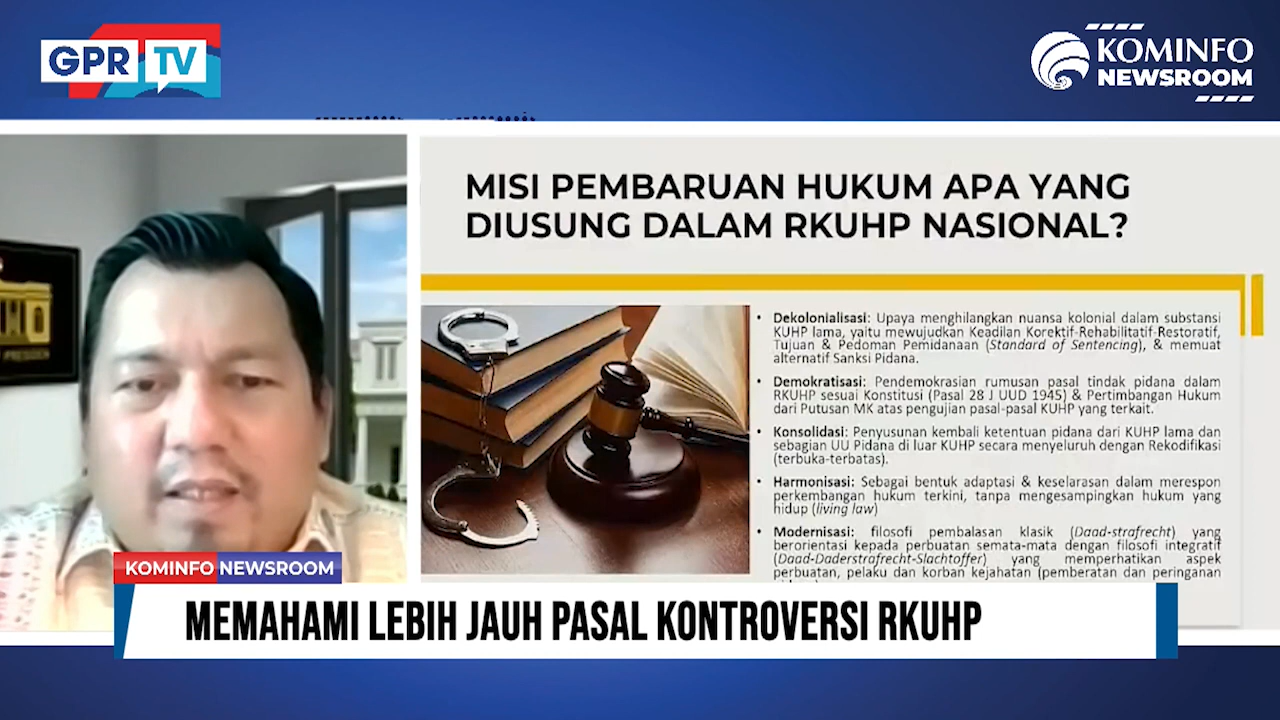 GPR TV
KOMINFO
NEWSROOM
PRESIDEN
MISI PEMBARUAN HUKUM APA YANG
DIUSUNG DALAM RKUHP NASIONAL?
• Dekolonialisasi: Upaya menghilangkan nuansa kolonial dalam substansi
KUHP lama, yaitu mewujudkan Keadilan Korektif-Rehabilitatif-Restoratif,
Tujuan & Pedoman Pemidanaan (Standard of Sentencing), & memuat
alternatif Sanksi Pidana.
• Demokratisasi: Pendemokrasian rumusan pasal tindak pidana dalam
RKUHP sesuai Konstitusi (Pasal 28 J UUD 1945) & Pertimbangan Hukum
dari Putusan MK atas pengujian pasal-pasal KUHP yang terkait.
• Konsolidasi: Penyusunan kembali ketentuan pidana dari KUHP lama dan
sebagian UU Pidana di luar KUHP secara menyeluruh dengan Rekodifikasi
(terbuka-terbatas).
• Harmonisasi: Sebagai bentuk adaptasi & keselarasan dalam merespon
perkembangan hukum terkini, tanpa mengesampingkan hukum yang
hidup (living law)
• Modernisasi: filosofi pembalasan klasik (Daad-strafrecht) yang
berorientasi kepada perbuatan semata-mata dengan filosofi integratif
(Daad-Daderstrafrecht-Slachtoffer) yang memperhatikan aspek
perbuatan, pelaku dan korban kejahatan (pemberatan dan peringanan
KOMINFO NEWSROOM
MEMAHAMI LEBIH JAUH PASAL KONTROVERSI RKUHP